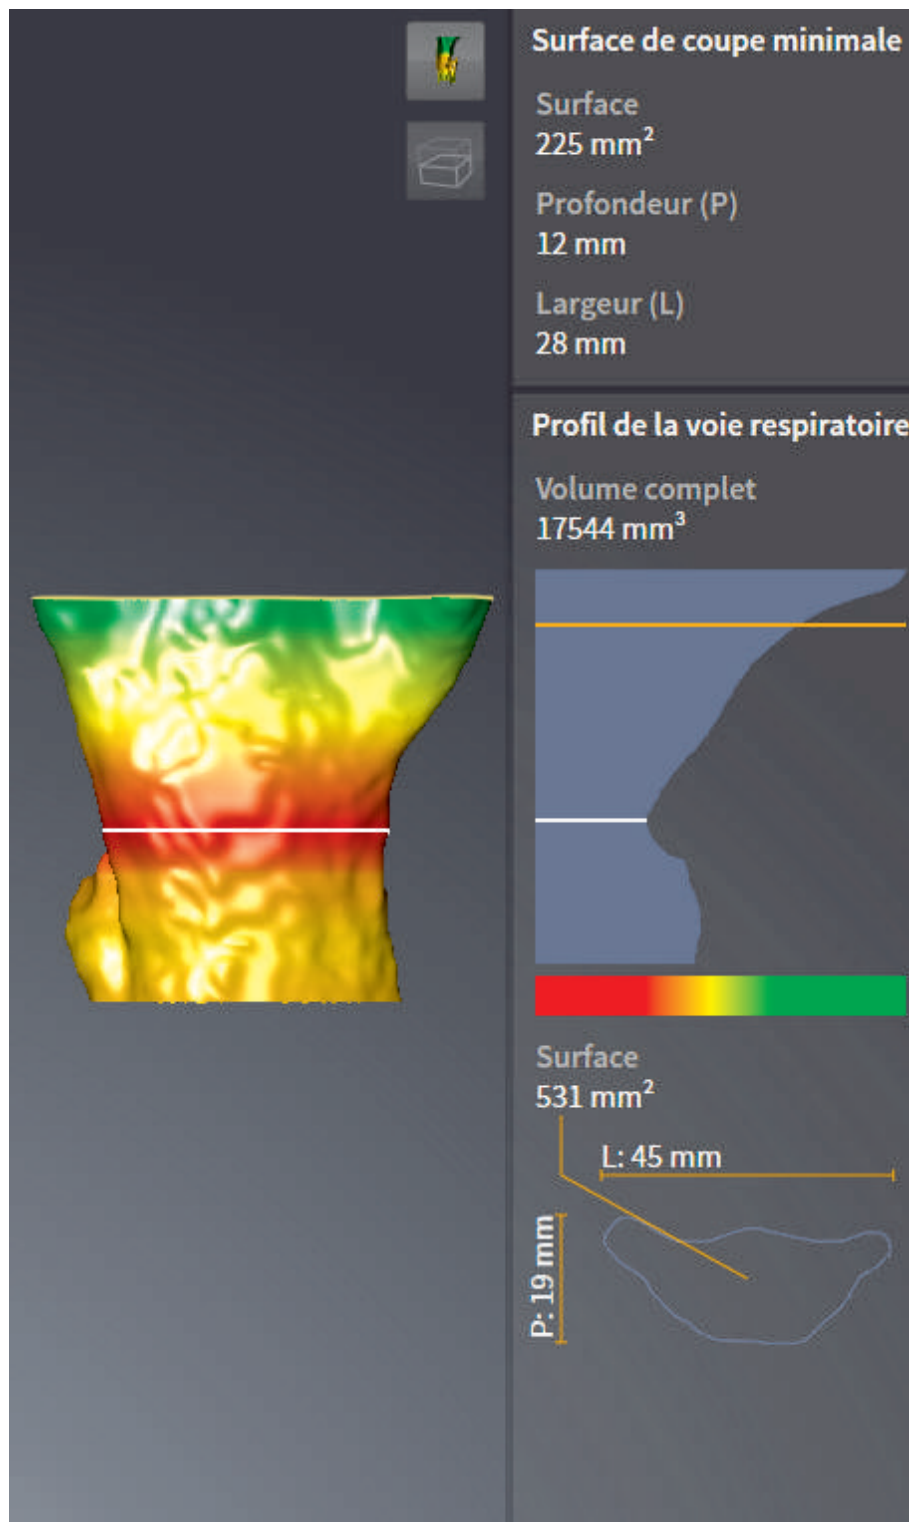 Surface de coupe minimale
Surface
225 mm²
Profondeur (P)
12 mm
Largeur (L)
28 mm
Profil de la voie respiratoire
Volume complet
17544 mm³
Surface
531 mm²
L: 45 mm
P: 19 mm